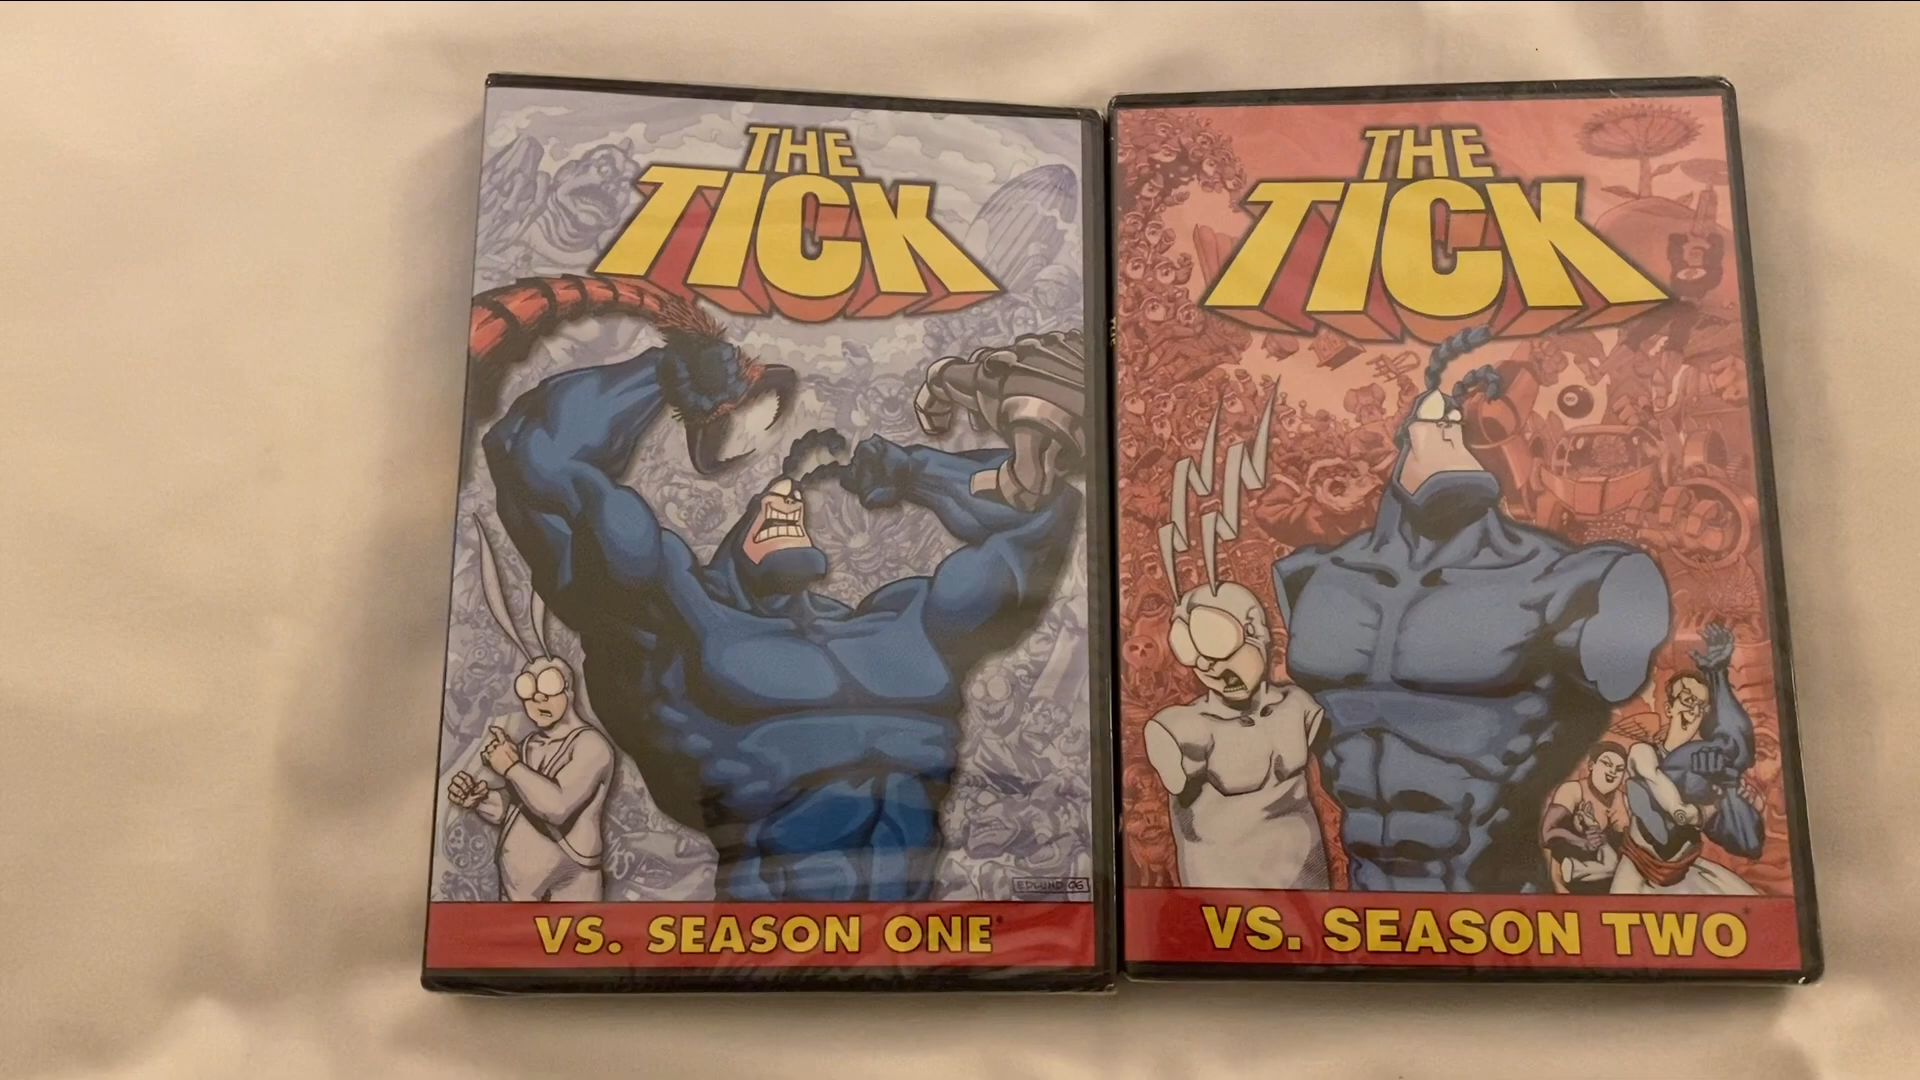 THE
TICK
EDLUND 06
VS. SEASON ONE*
THE
TICK
VS. SEASON TWO*